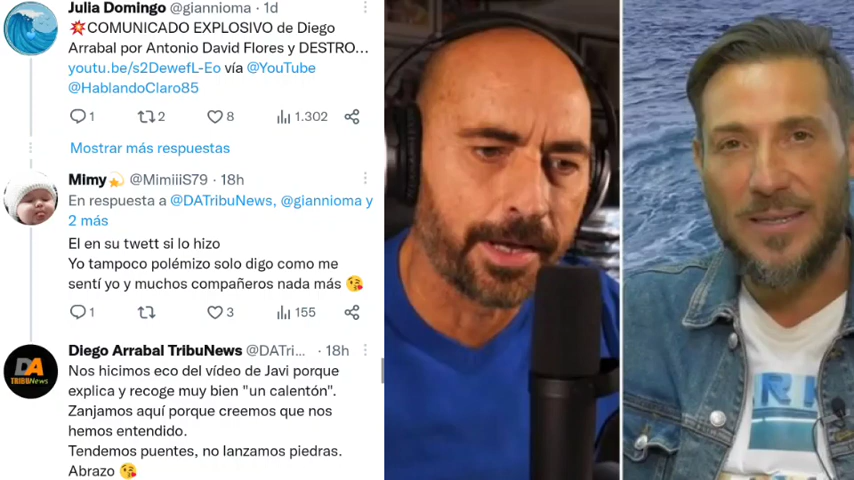 Julia Domingo @giannioma · 1d
💥COMUNICADO EXPLOSIVO de Diego
Arrabal por Antonio David Flores y DESTRO...
youtu.be/s2DewefL-Eo vía @YouTube
@HablandoClaro85
1 2 8 1.302
Mostrar más respuestas
Mimy💫 @MimiiiS79 · 18h
En respuesta a @DATribuNews, @giannioma y
2 más
El en su twett si lo hizo
Yo tampoco polémizo solo digo como me
sentí yo y muchos compañeros nada más 😘
1 3 155
Diego Arrabal TribuNews @DATri... · 18h
DA
TRIBUNews
Nos hicimos eco del vídeo de Javi porque
explica y recoge muy bien "un calentón".
Zanjamos aquí porque creemos que nos
hemos entendido.
Tendemos puentes, no lanzamos piedras.
Abrazo 😘